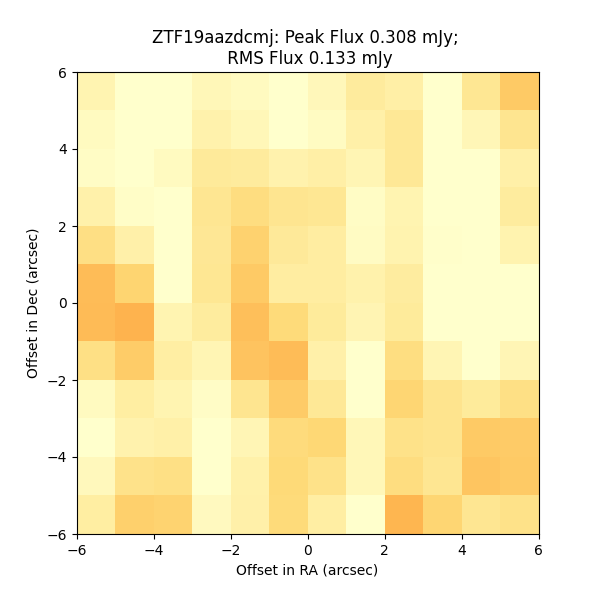 ZTF19aazdcmj: Peak Flux 0.308 mJy;
RMS Flux 0.133 mJy
6
4
2
0
−2
−4
−6
Offset in Dec (arcsec)
−6 −4 −2 0 2 4 6
Offset in RA (arcsec)